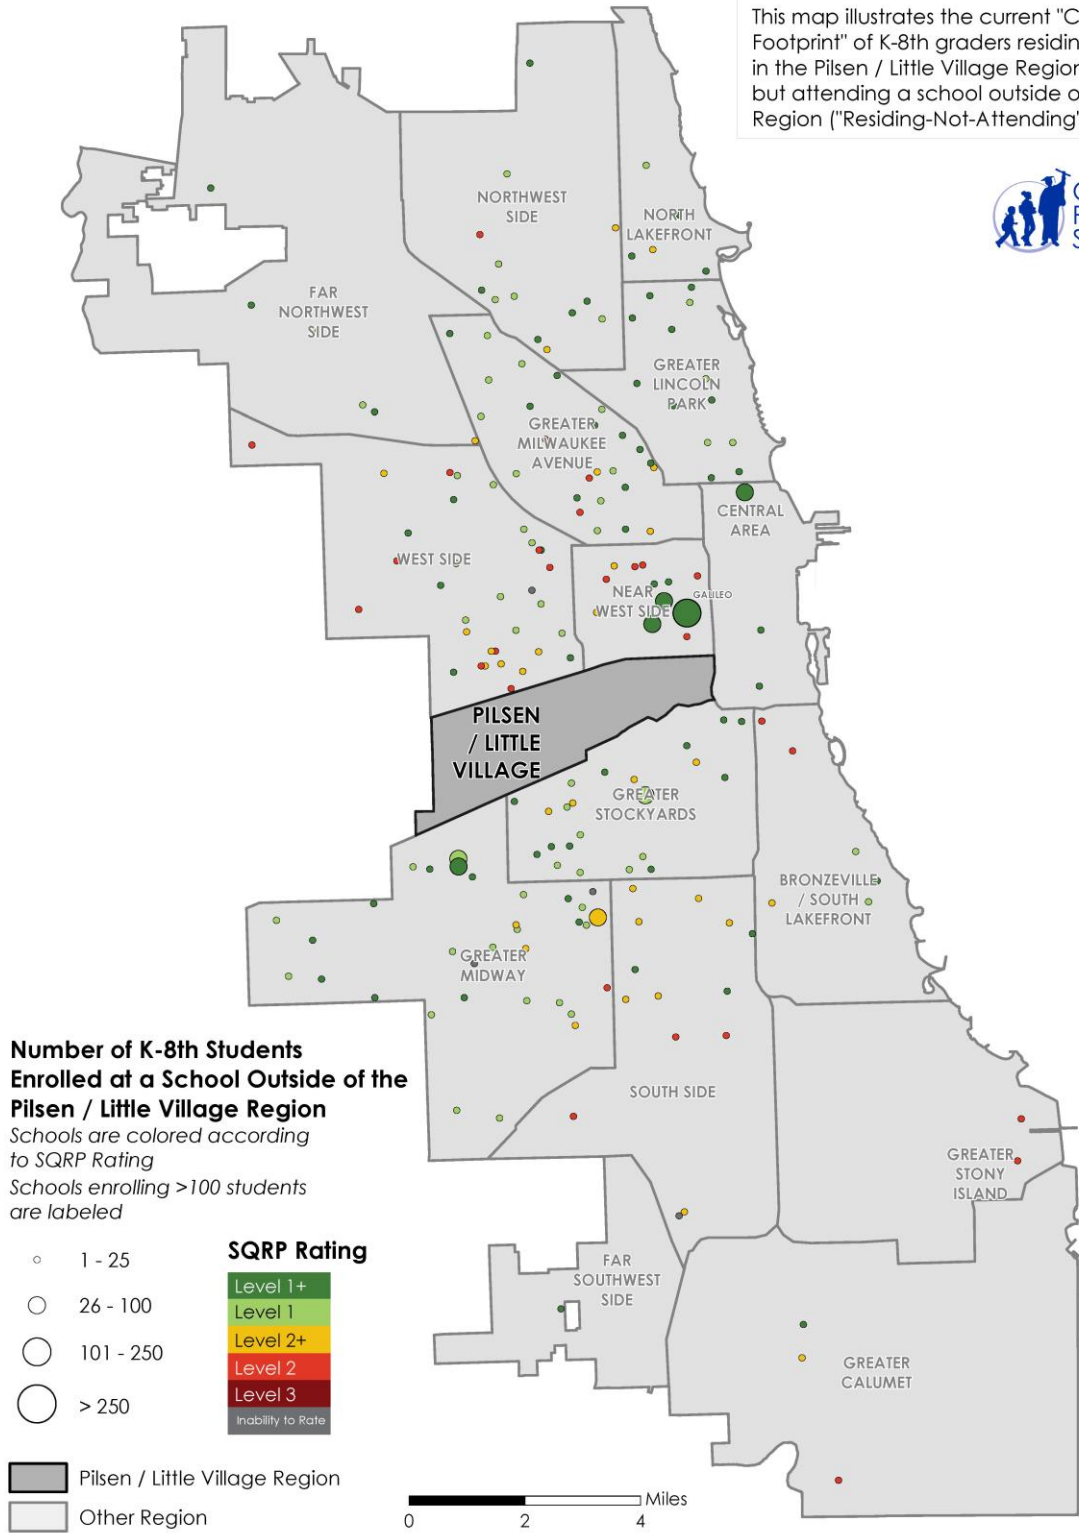 This map illustrates the current "C
Footprint" of K-8th graders residin
in the Pilsen / Little Village Region
but attending a school outside o
Region ("Residing-Not-Attending"
NORTHWEST
SIDE
NORTH
LAKEFRONT
FAR
NORTHWEST
SIDE
GREATER
LINCOLN
PARK
GREATER
MILWAUKEE
AVENUE
CENTRAL
AREA
WEST SIDE
NEAR
WEST SIDE
GALILEO
PILSEN
/ LITTLE
VILLAGE
GREATER
STOCKYARDS
BRONZEVILLE
/ SOUTH
LAKEFRONT
GREATER
MIDWAY
SOUTH SIDE
GREATER
STONY
ISLAND
FAR
SOUTHWEST
SIDE
GREATER
CALUMET
Number of K-8th Students
Enrolled at a School Outside of the
Pilsen / Little Village Region
Schools are colored according
to SQRP Rating
Schools enrolling >100 students
are labeled
1 - 25
26 - 100
101 - 250
> 250
SQRP Rating
Level 1+
Level 1
Level 2+
Level 2
Level 3
Inability to Rate
Pilsen / Little Village Region
Other Region
Miles
0 2 4